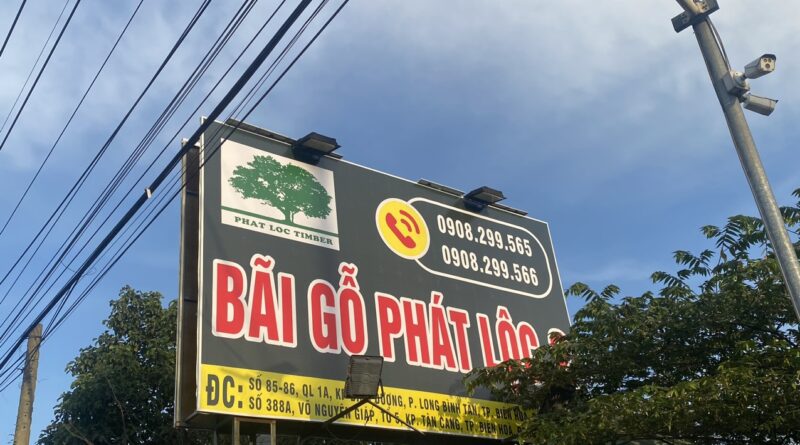 PHAT LOC TIMBER
0908.299.565
0908.299.566
BÃI GỖ PHÁT LỘC
ĐC: SỐ 85-86, QL 1A, P. LONG BÌNH TÂN, TP. BIÊN HÒA
SỐ 388A, VÕ NGUYÊN GIÁP, TỔ 5, KP. TÂN CANG, TP. BIÊN HÒA